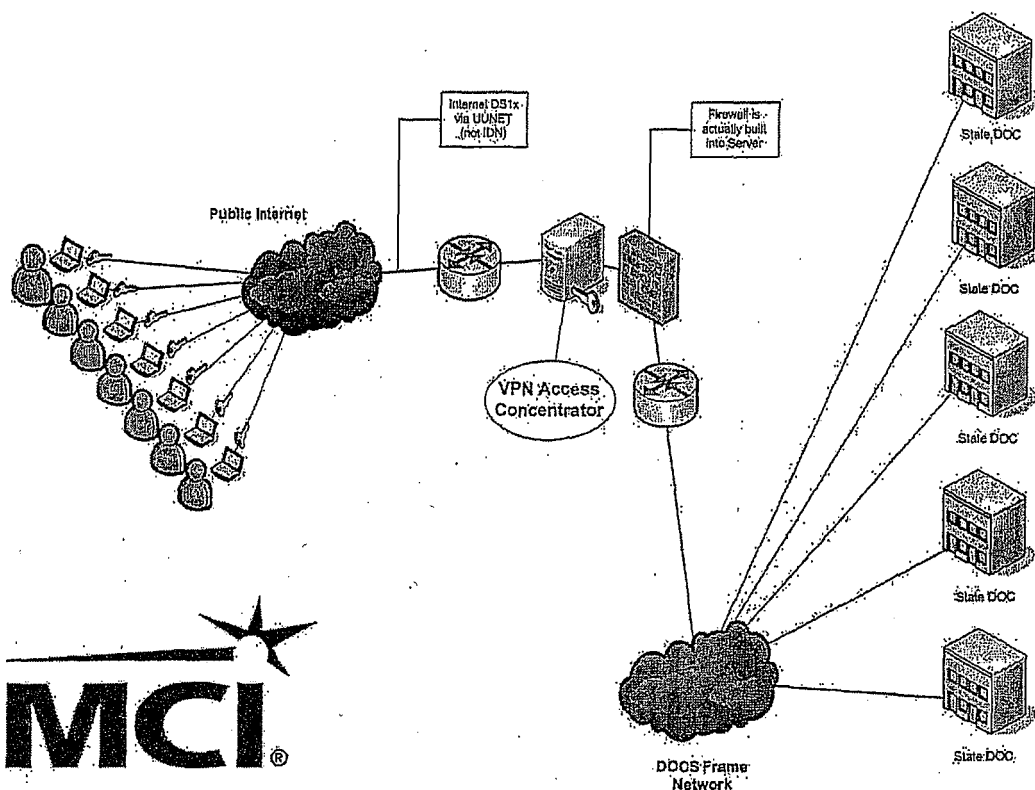 Internet DS1x
via UUNET
(not IDN)
Firewall is
actually built
into Server
State DOC
Public Internet
State DOC
VPN Access
Concentrator
State DOC
State DOC
MCI®
DOCS Frame
Network
State DOC